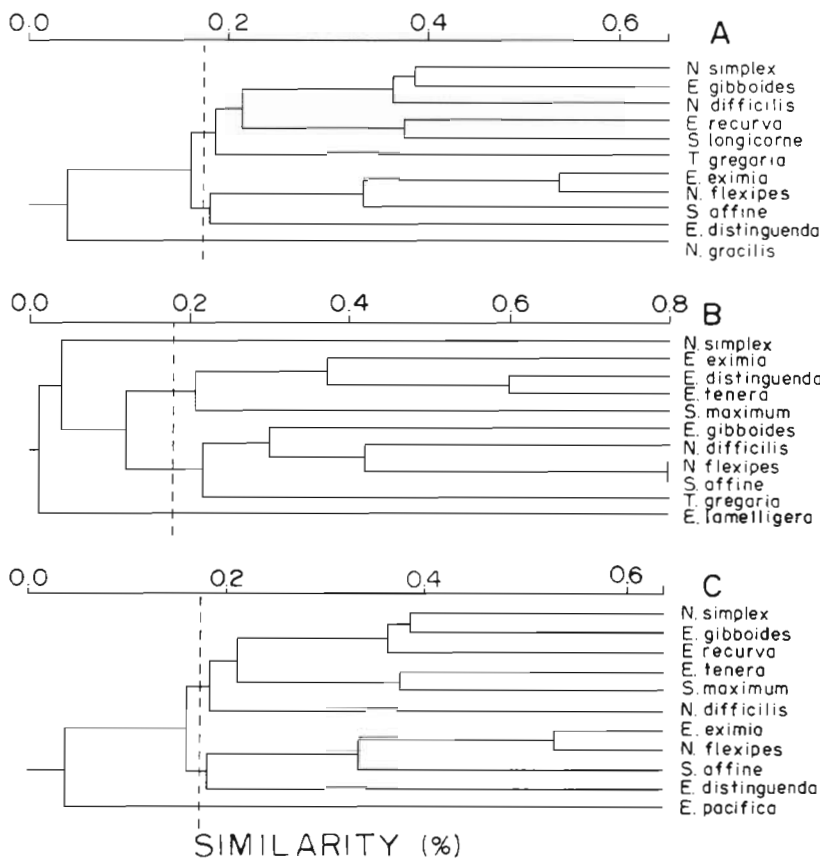 0.0 0.2 0.4 0.6 A
N simplex
E gibboides
N difficilis
E recurva
S longicorne
T gregaria
E. eximia
N. flexipes
S affine
E. distinguenda
N. gracilis
0.0 0.2 0.4 0.6 0.8
B
N. simplex
E eximia
E. distinguenda
E. tenera
S. maximum
E. gibboides
N. difficilis
N flexipes
S. affine
T. gregaria
E. lamelligera
0.0 0.2 0.4 0.6 C
N. simplex
E. gibboides
E recurva
E. tenera
S. maximum
N. difficilis
E. eximia
N. flexipes
S. affine
E. distinguenda
E. pacifica
SIMILARITY (%)